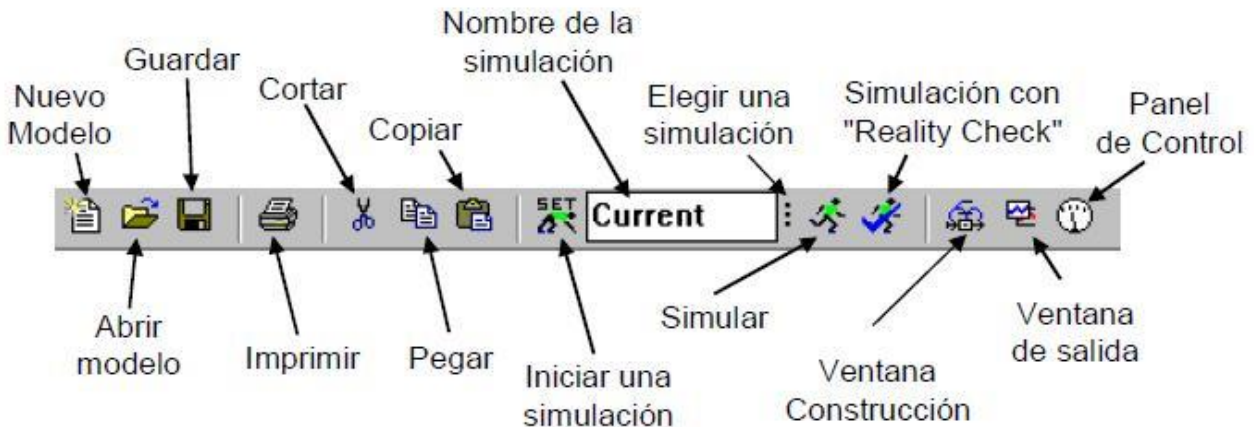 Nombre de la
simulación
Guardar
Nuevo
Modelo
Cortar
Copiar
Elegir una
simulación
Simulación con
"Reality Check"
Panel
de Control
SET
Current
Abrir
modelo
Imprimir
Pegar
Iniciar una
simulación
Simular
Ventana
Construcción
Ventana
de salida